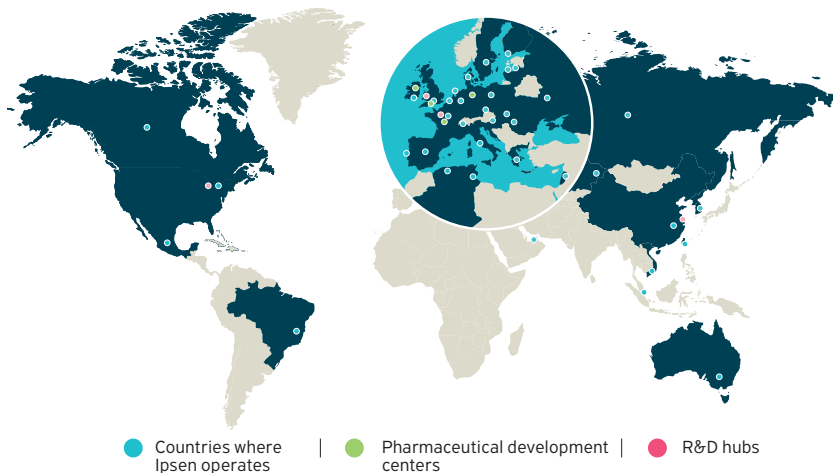 Countries where
Ipsen operates
Pharmaceutical development
centers
R&D hubs